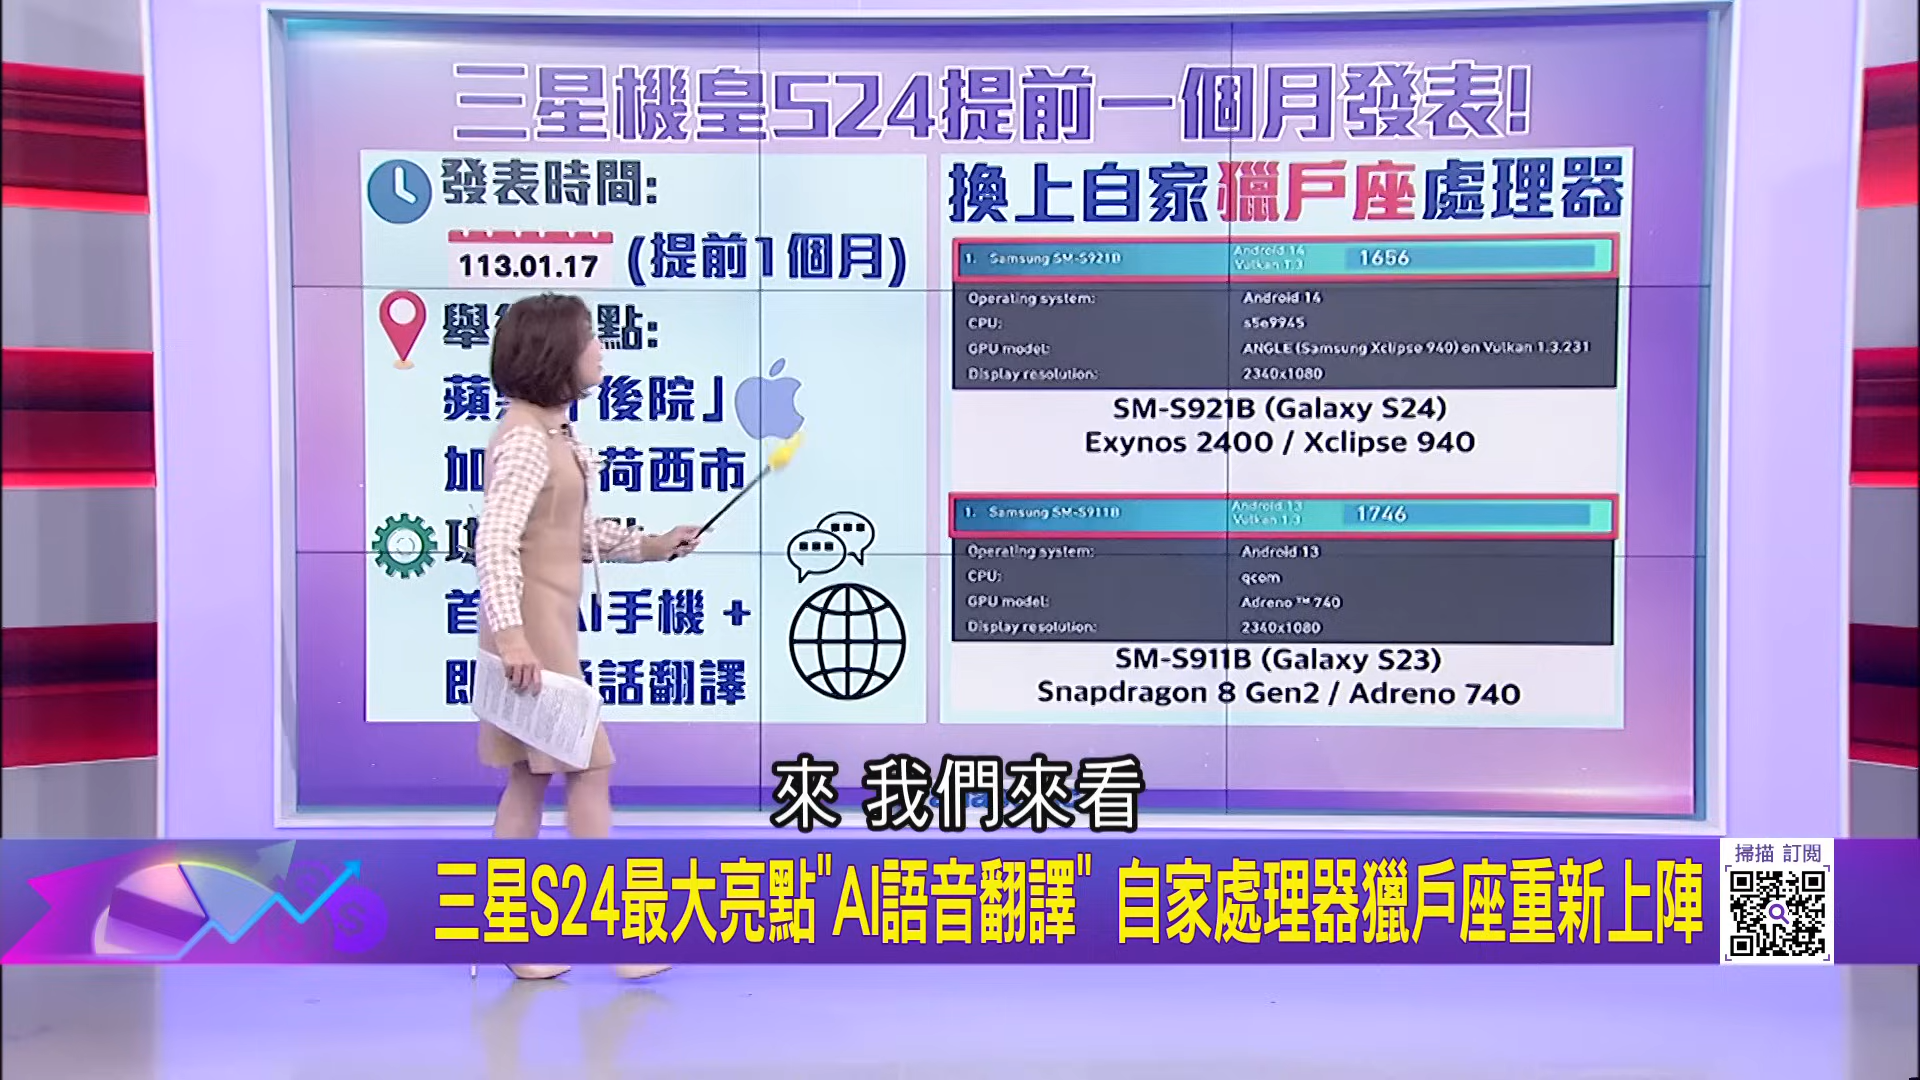 三星機皇S24提前一個月發表!
發表時間:
113.01.17 (提前1個月)
舉 點:
蘋 後院」
加 荷西市
功 點:
首 AI手機 +
即 話翻譯
換上自家獵戶座處理器
1. Samsung SM-S921B Android 14 Vulkan 1.3 1656
Operating system: Android 14
CPU: s5e9945
GPU model: ANGLE (Samsung Xclipse 940) on Vulkan 1.3.231
Display resolution: 2340x1080
SM-S921B (Galaxy S24)
Exynos 2400 / Xclipse 940
1. Samsung SM-S911B Android 13 Vulkan 1.3 1746
Operating system: Android 13
CPU: qcom
GPU model: Adreno™ 740
Display resolution: 2340x1080
SM-S911B (Galaxy S23)
Snapdragon 8 Gen2 / Adreno 740
來 我們來看
三星S24最大亮點"AI語音翻譯" 自家處理器獵戶座重新上陣
掃描 訂閱